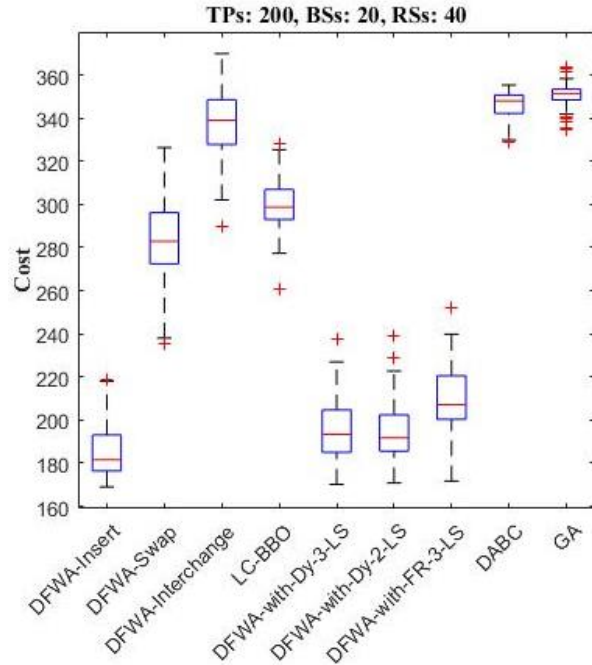 TPs: 200, BSs: 20, RSs: 40
Cost
360
340
320
300
280
260
240
220
200
180
160
DFWA-Insert
DFWA-Swap
DFWA-Interchange
LC-BBO
DFWA-with-Dy-3-LS
DFWA-with-Dy-2-LS
DFWA-with-FR-3-LS
DABC
GA